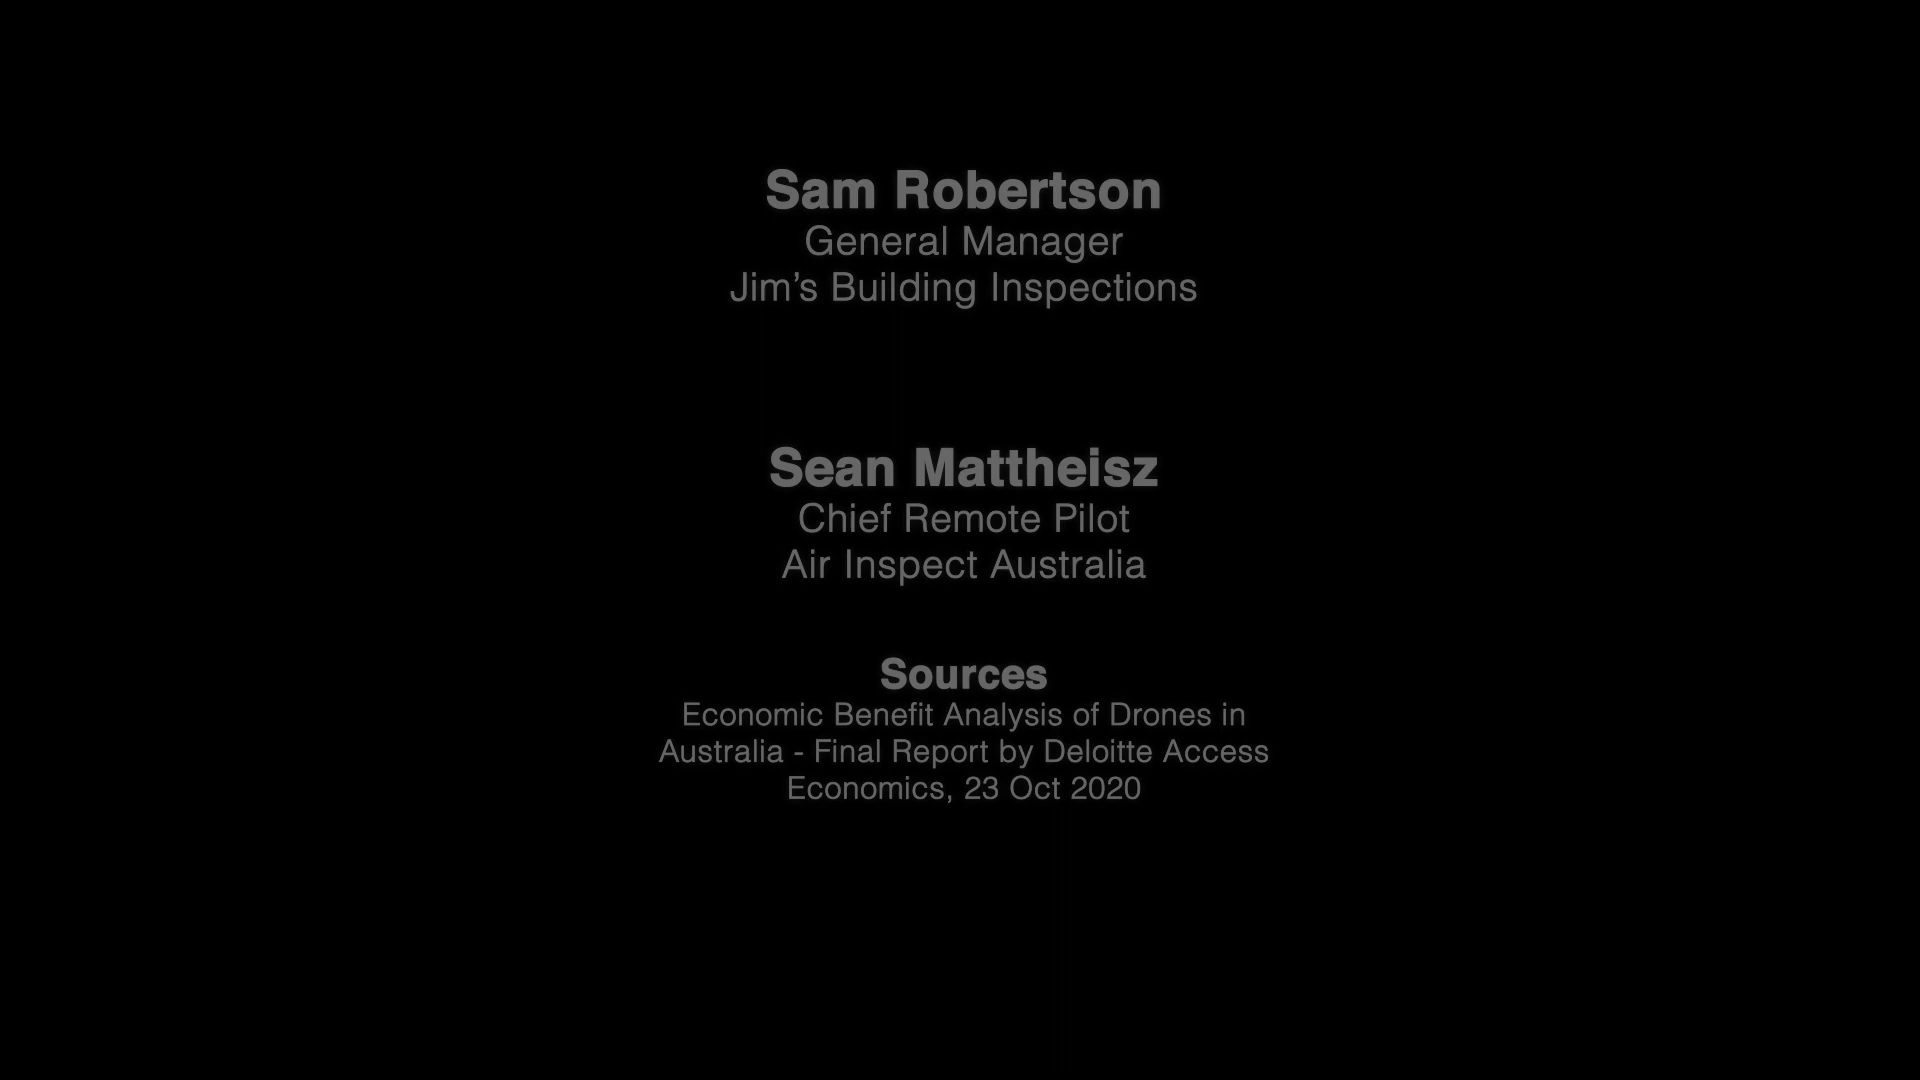 Sam Robertson
General Manager
Jim’s Building Inspections
Sean Mattheisz
Chief Remote Pilot
Air Inspect Australia
Sources
Economic Benefit Analysis of Drones in
Australia - Final Report by Deloitte Access
Economics, 23 Oct 2020